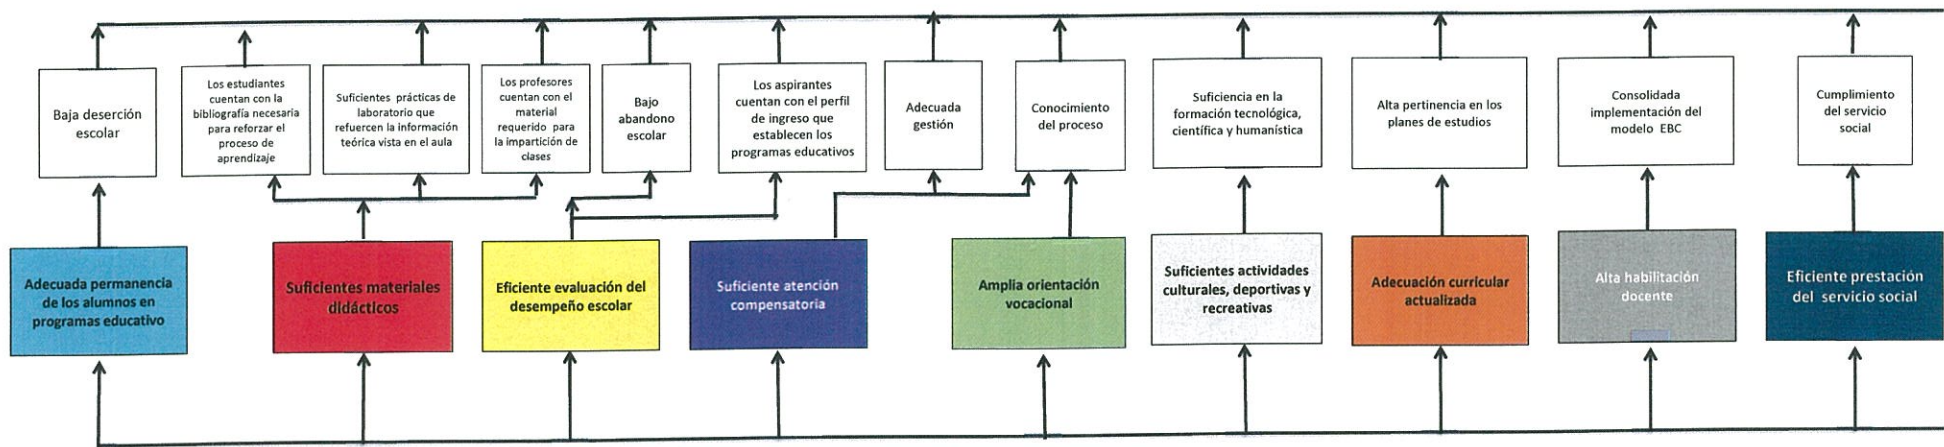 Baja deserción
escolar
Los estudiantes
cuentan con la
bibliografía necesaria
para reforzar el
proceso de
aprendizaje
Suficientes prácticas de
laboratorio que
refuercen la información
teórica vista en el aula
Los profesores
cuentan con el
material
requerido para
la impartición de
clases
Bajo
abandono
escolar
Los aspirantes
cuentan con el perfil
de ingreso que
establecen los
programas educativos
Adecuada
gestión
Conocimiento
del proceso
Suficiencia en la
formación tecnológica,
científica y humanística
Alta pertinencia en los
planes de estudios
Consolidada
implementación del
modelo EBC
Cumplimiento
del servicio
social
Adecuada permanencia
de los alumnos en
programas educativo
Suficientes materiales
didácticos
Eficiente evaluación del
desempeño escolar
Suficiente atención
compensatoria
Amplia orientación
vocacional
Suficientes actividades
culturales, deportivas y
recreativas
Adecuación curricular
actualizada
Alta habilitación
docente
Eficiente prestación
del servicio social